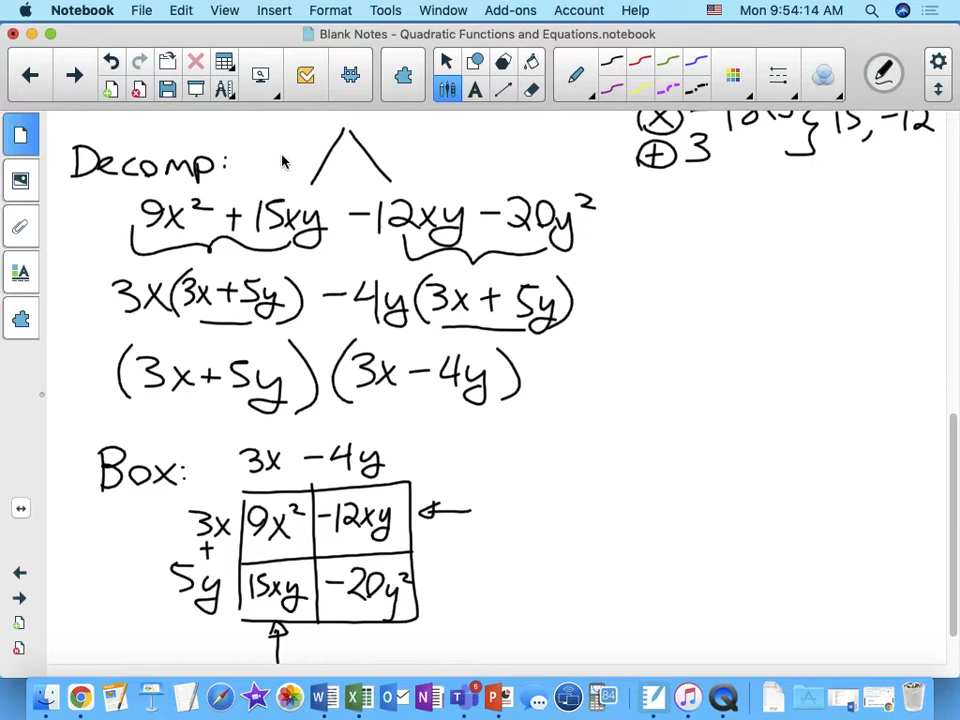 Notebook File Edit View Insert Format Tools Window Add-ons Account Help Mon 9:54:14 AM
Blank Notes - Quadratic Functions and Equations.notebook
15, -12
+ 3
Decomp:
9x² + 15xy - 12xy - 20y²
3x(3x+5y) - 4y(3x + 5y)
(3x+5y)(3x-4y)
Box: 3x - 4y
3x 9x² -12xy
+
5y 15xy -20y²
6
84